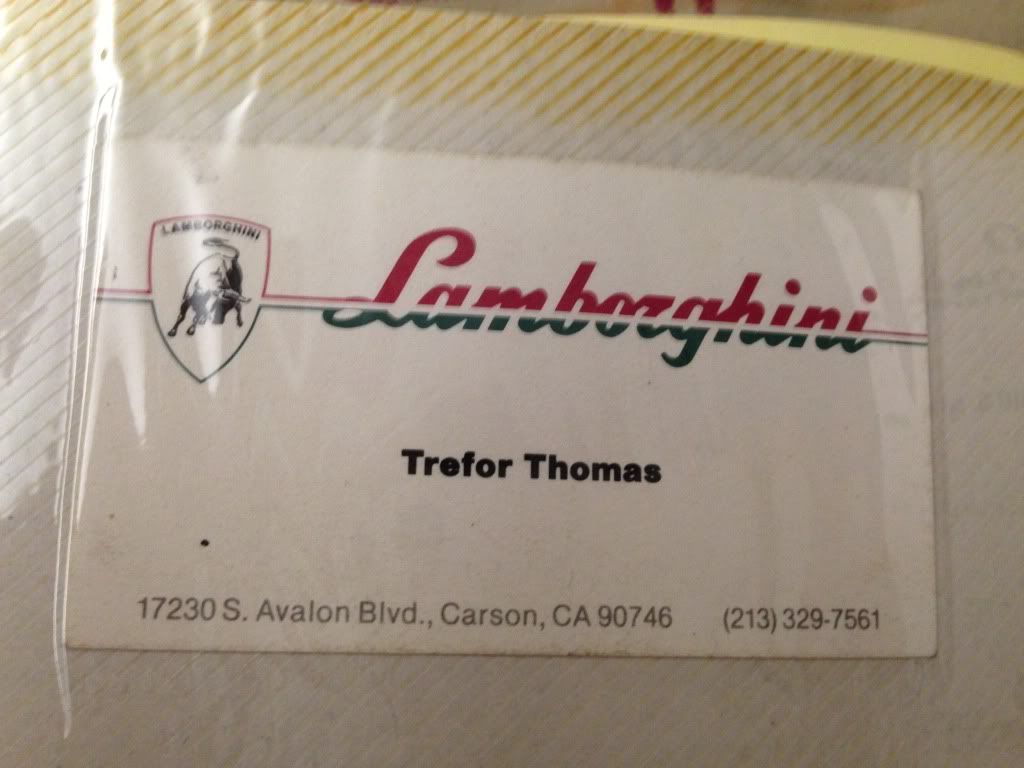 LAMBORGHINI
Lamborghini
Trefor Thomas
17230 S. Avalon Blvd., Carson, CA 90746 (213) 329-7561